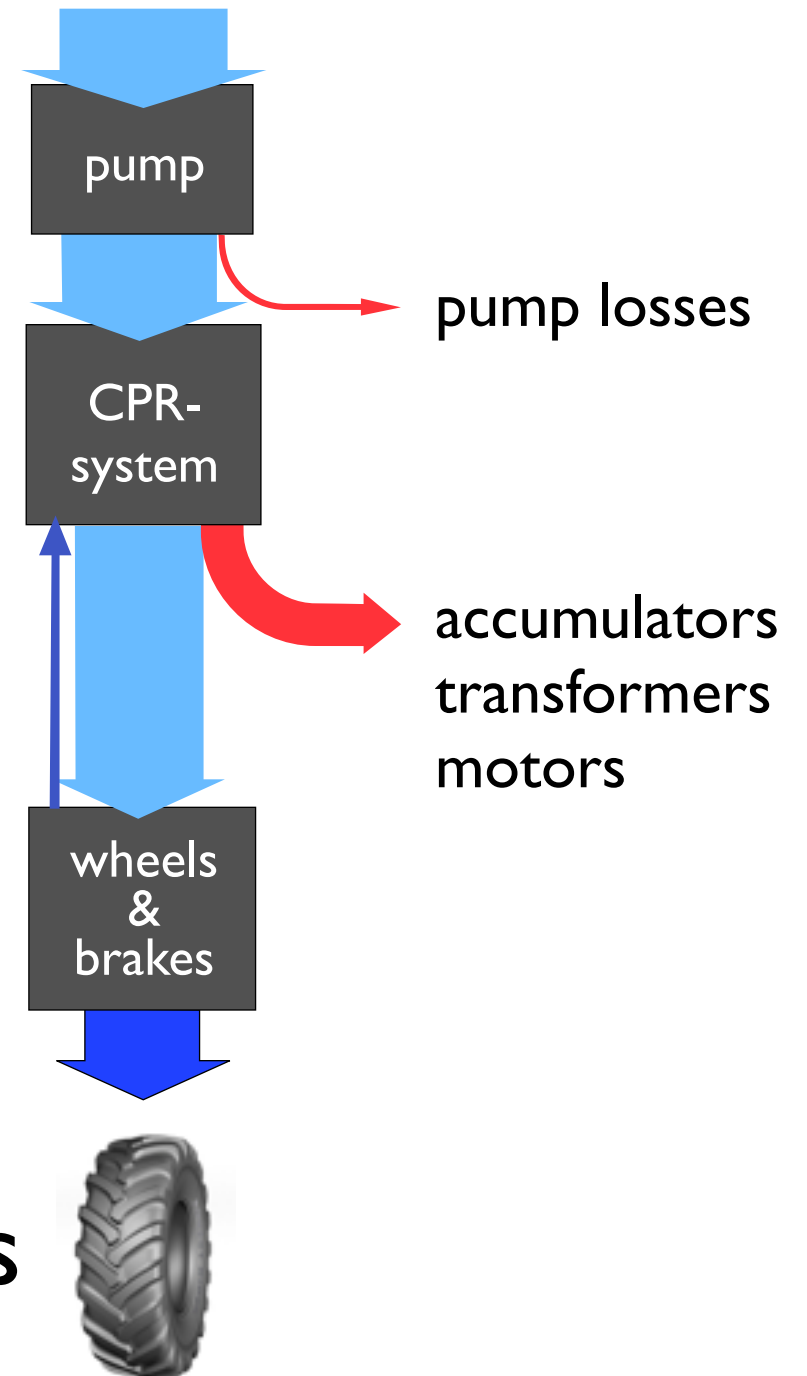 pump
pump losses
CPR-
system
accumulators
transformers
motors
wheels
&
brakes
s